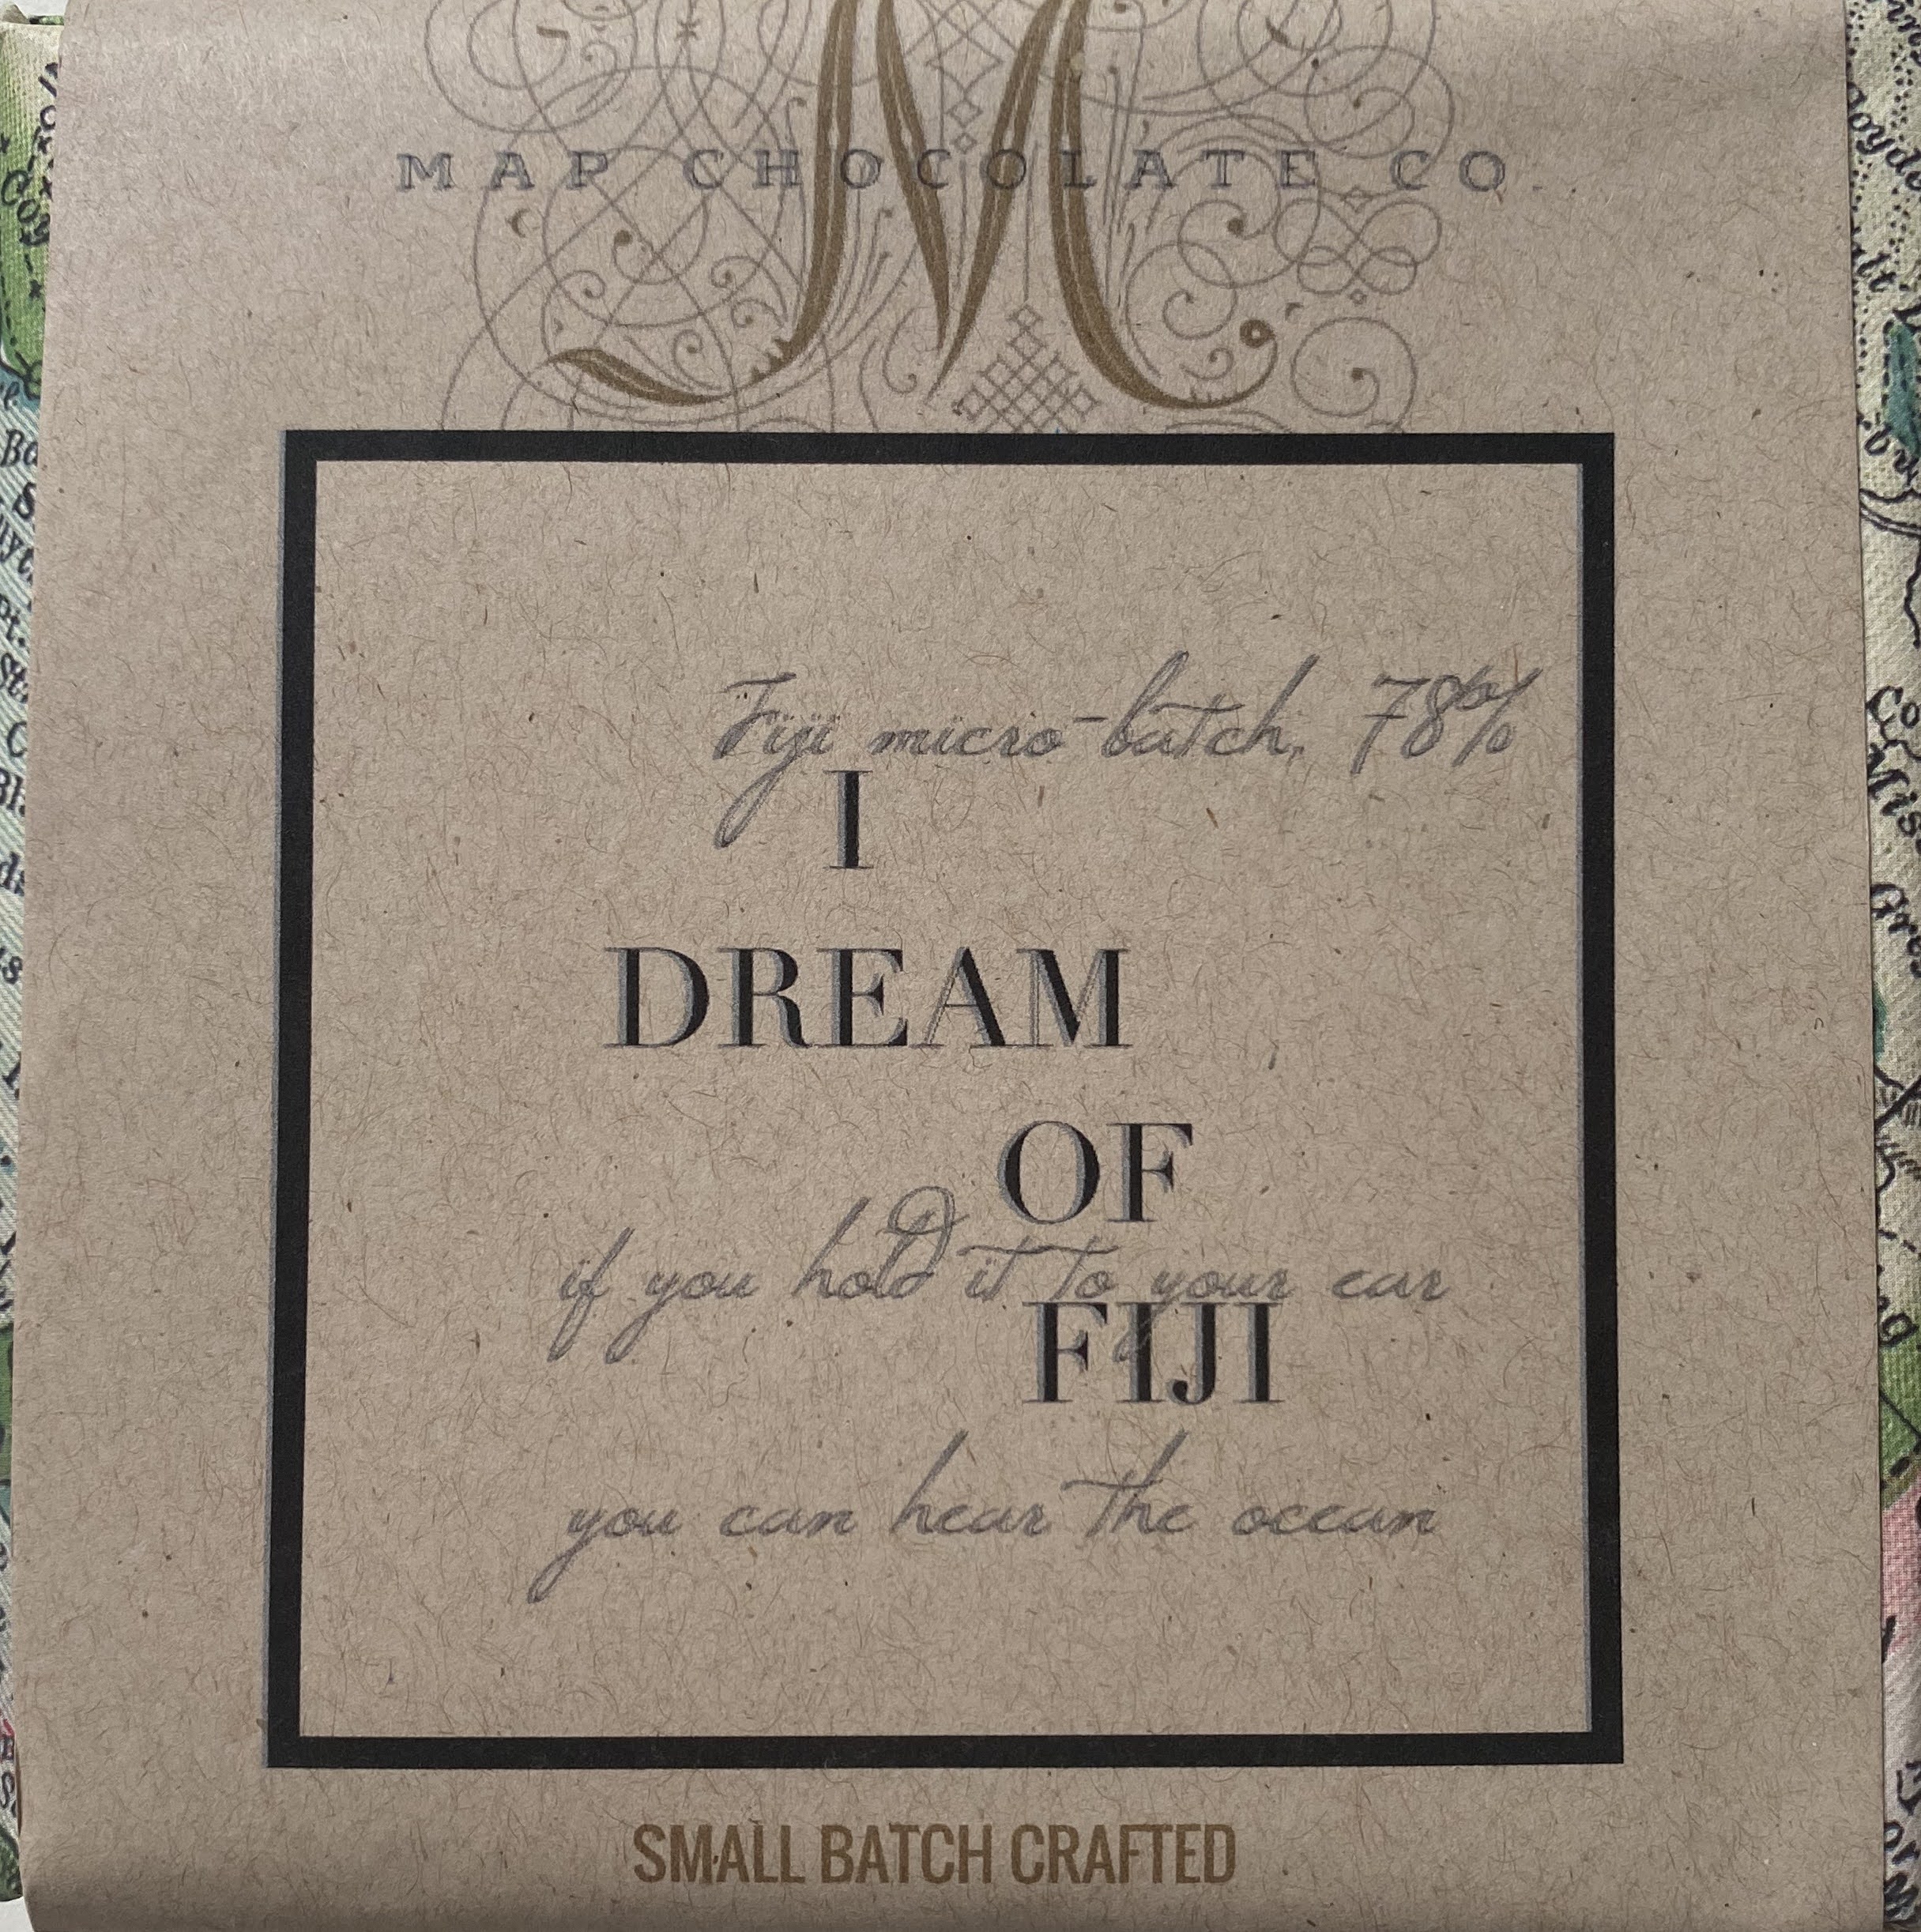 M
MAP CHOCOLATE CO
Fiji micro-batch, 78%
I
DREAM
OF
if you hold it to your ear
FIJI
you can hear the ocean
SMALL BATCH CRAFTED